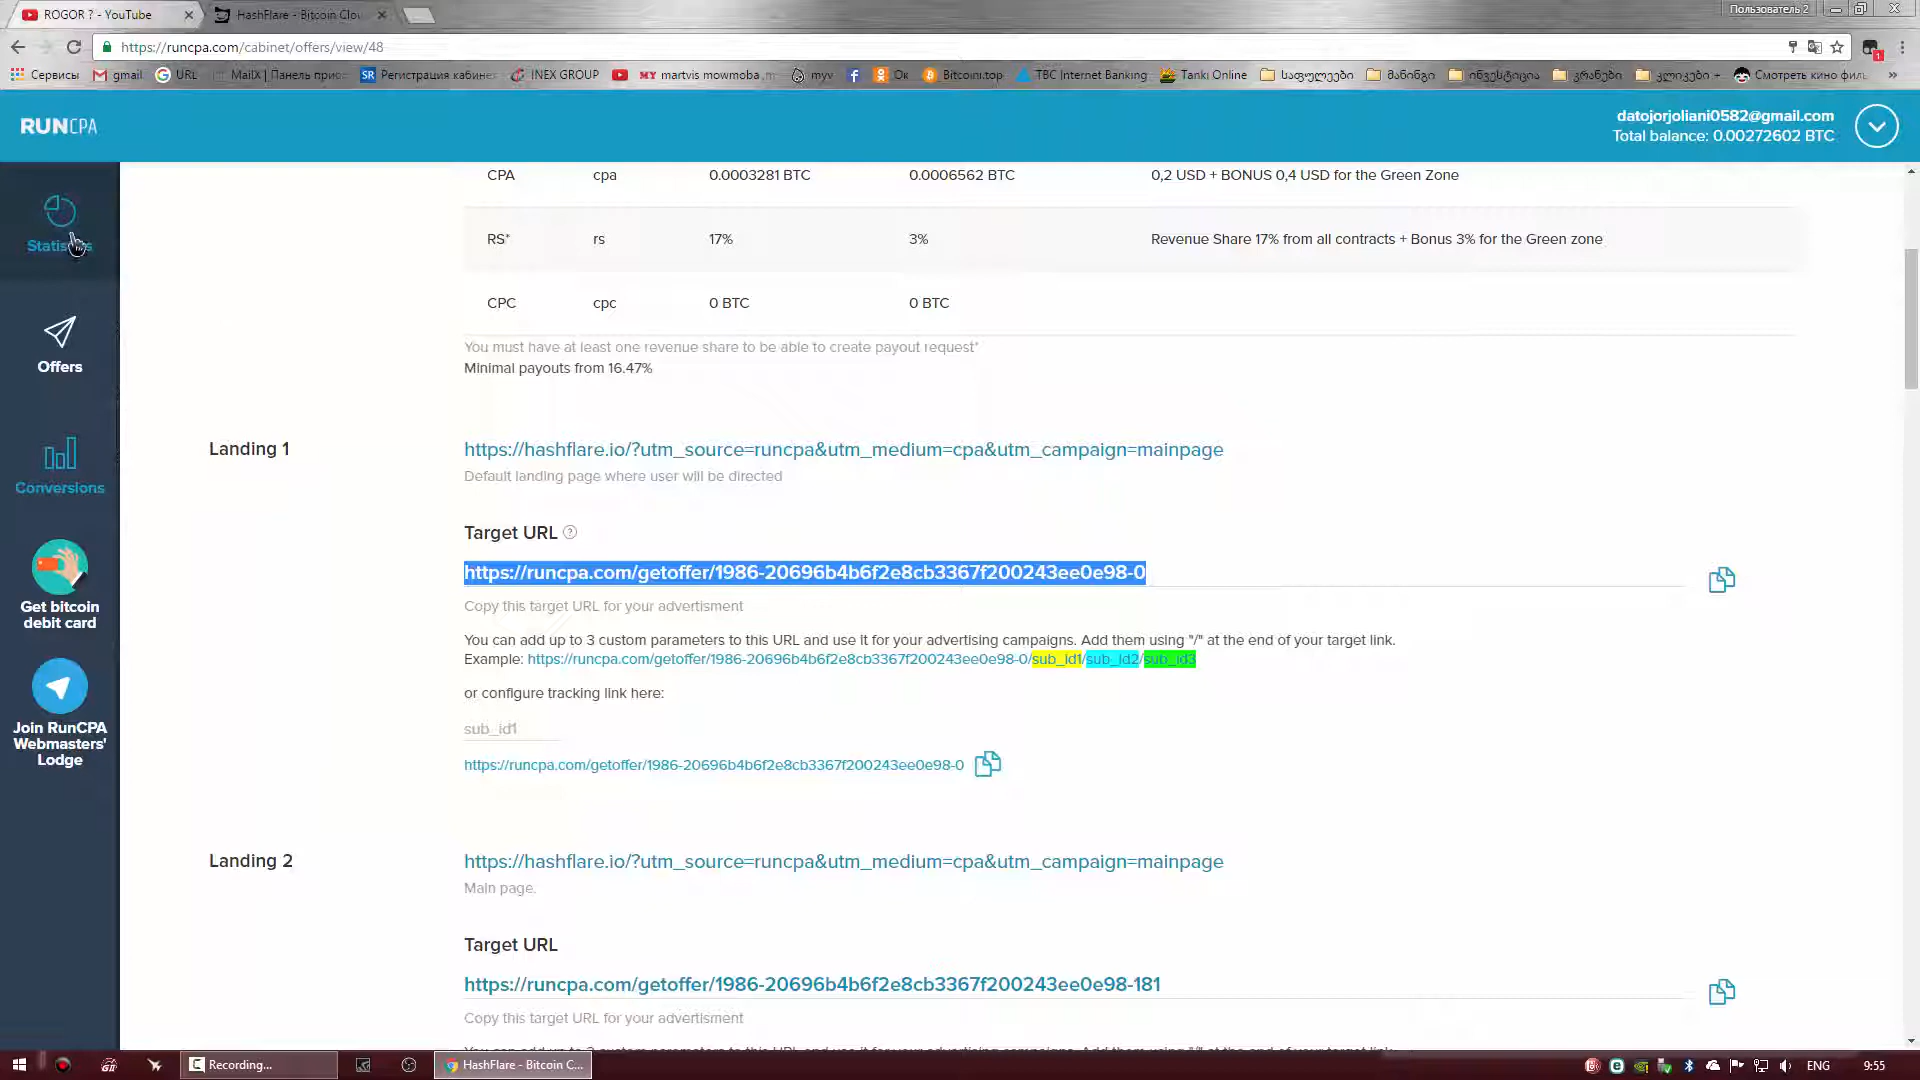 ROGOR ? - YouTube
HashFlare - Bitcoin Clou
Пользователь 2
https://runcpa.com/cabinet/offers/view/48
Сервисы
gmail
URL
MailX | Панель прис
Регистрация кабине
INEX GROUP
martvis mowmoba
myv
Ok
Bitcoini.top
TBC Internet Banking
Tanki Online
საფულეები
მაინინგი
ინვესტიცია
კრანები
კლიკები +
Смотреть кино фил
RUNCPA
datojorjoliani0582@gmail.com
Total balance: 0.00272602 BTC
Statistics
Offers
Conversions
Get bitcoin
debit card
Join RunCPA
Webmasters'
Lodge
CPA cpa 0.0003281 BTC 0.0006562 BTC 0,2 USD + BONUS 0,4 USD for the Green Zone
RS* rs 17% 3% Revenue Share 17% from all contracts + Bonus 3% for the Green zone
CPC cpc 0 BTC 0 BTC
You must have at least one revenue share to be able to create payout request*
Minimal payouts from 16.47%
Landing 1
https://hashflare.io/?utm_source=runcpa&utm_medium=cpa&utm_campaign=mainpage
Default landing page where user will be directed
Target URL ?
https://runcpa.com/getoffer/1986-20696b4b6f2e8cb3367f200243ee0e98-0
Copy this target URL for your advertisment
You can add up to 3 custom parameters to this URL and use it for your advertising campaigns. Add them using "/" at the end of your target link.
Example: https://runcpa.com/getoffer/1986-20696b4b6f2e8cb3367f200243ee0e98-0/sub_id1/sub_id2/sub_id3
or configure tracking link here:
sub_id1
https://runcpa.com/getoffer/1986-20696b4b6f2e8cb3367f200243ee0e98-0
Landing 2
https://hashflare.io/?utm_source=runcpa&utm_medium=cpa&utm_campaign=mainpage
Main page.
Target URL
https://runcpa.com/getoffer/1986-20696b4b6f2e8cb3367f200243ee0e98-181
Copy this target URL for your advertisment
Recording...
HashFlare - Bitcoin C...
ENG
9:55